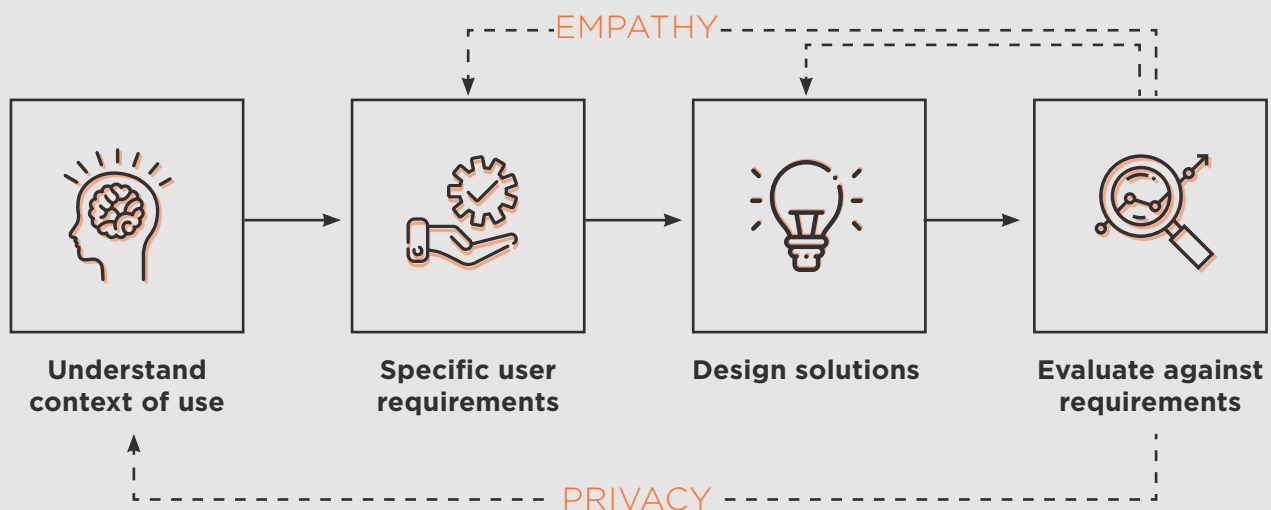 EMPATHY
Understand
context of use
Specific user
requirements
Design solutions
Evaluate against
requirements
PRIVACY